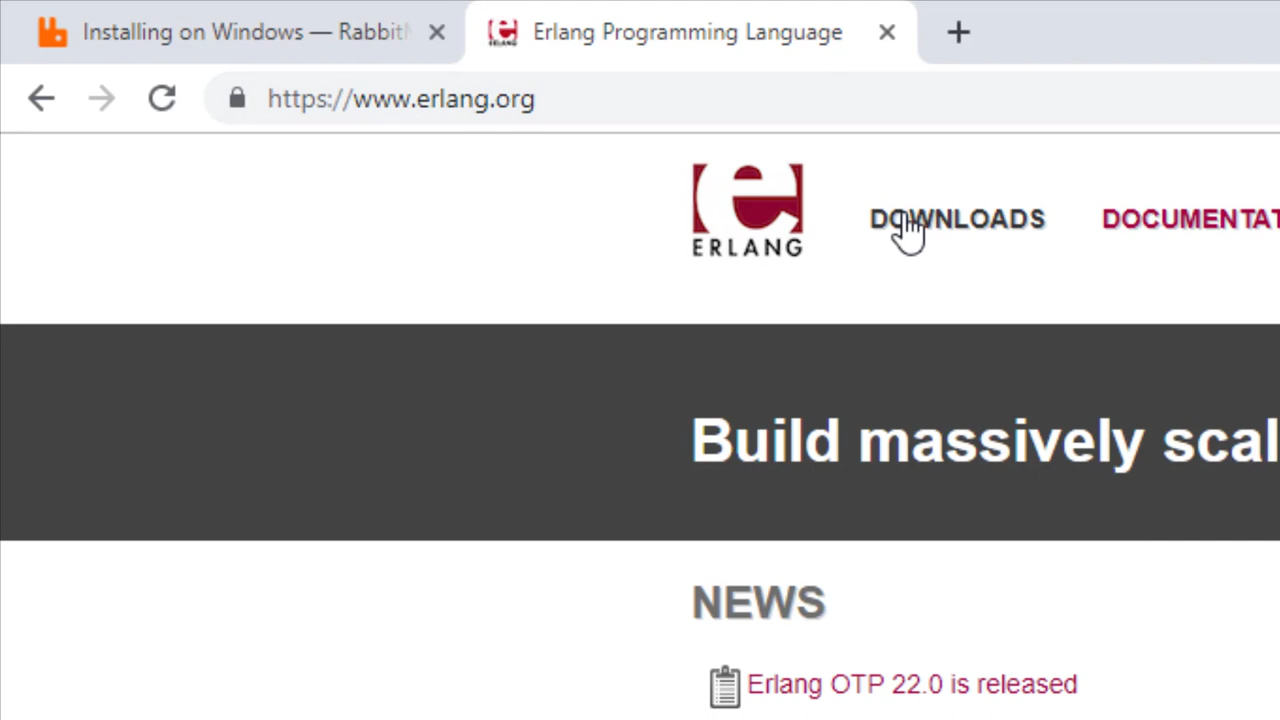 Installing on Windows — Rabbit
Erlang Programming Language
https://www.erlang.org
ERLANG
DOWNLOADS
DOCUMENTAT
Build massively scal
NEWS
Erlang OTP 22.0 is released